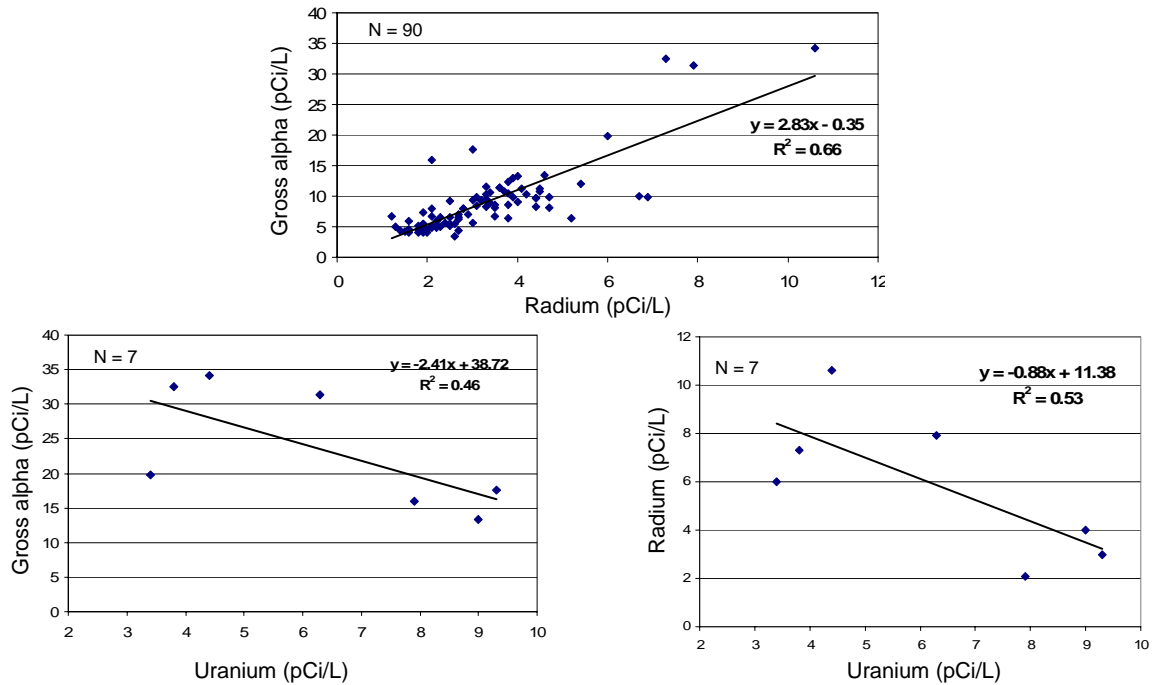 N = 90
Gross alpha (pCi/L)
40
35
30
25
20
15
10
5
0
y = 2.83x - 0.35
R² = 0.66
0 2 4 6 8 10 12
Radium (pCi/L)
N = 7
Gross alpha (pCi/L)
40
35
30
25
20
15
10
5
0
y = -2.41x + 38.72
R² = 0.46
2 3 4 5 6 7 8 9 10
Uranium (pCi/L)
N = 7
Radium (pCi/L)
12
10
8
6
4
2
0
y = -0.88x + 11.38
R² = 0.53
2 3 4 5 6 7 8 9 10
Uranium (pCi/L)